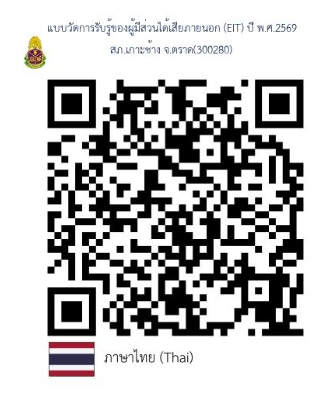 แบบวัดการรับรู้ของผู้มีส่วนได้เสียภายนอก (EIT) ปี พ.ศ.2569
สภ.เกาะช้าง จ.ตราด(300280)
ภาษาไทย (Thai)